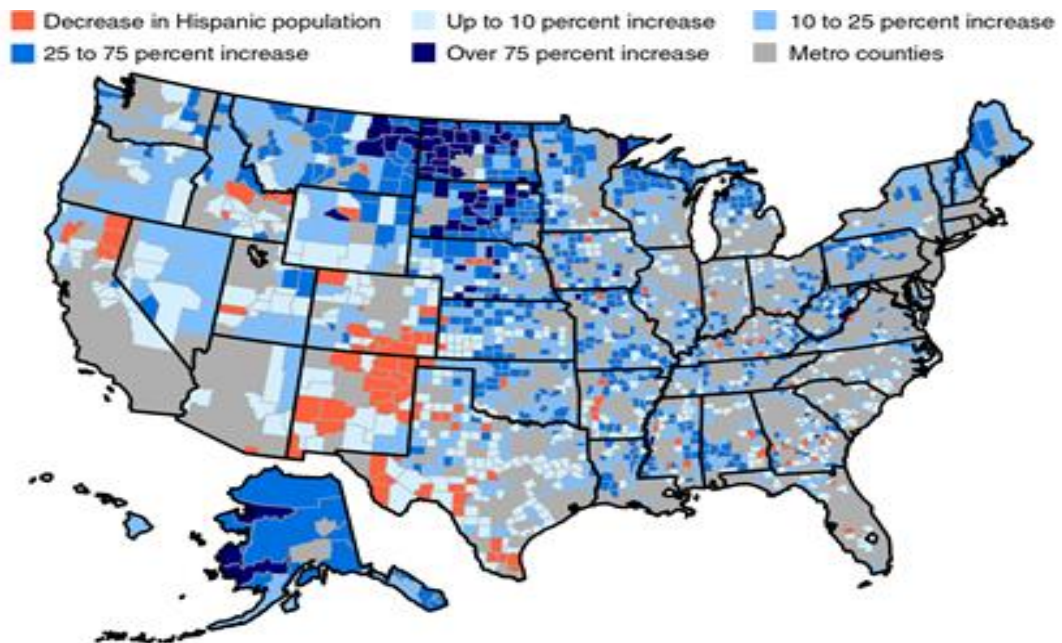 Decrease in Hispanic population Up to 10 percent increase 10 to 25 percent increase
25 to 75 percent increase Over 75 percent increase Metro counties